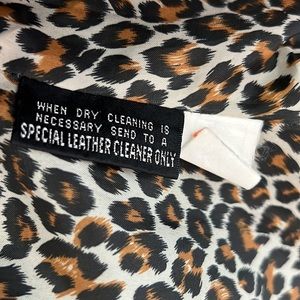 WHEN DRY CLEANING IS
NECESSARY SEND TO A
SPECIAL LEATHER CLEANER ONLY